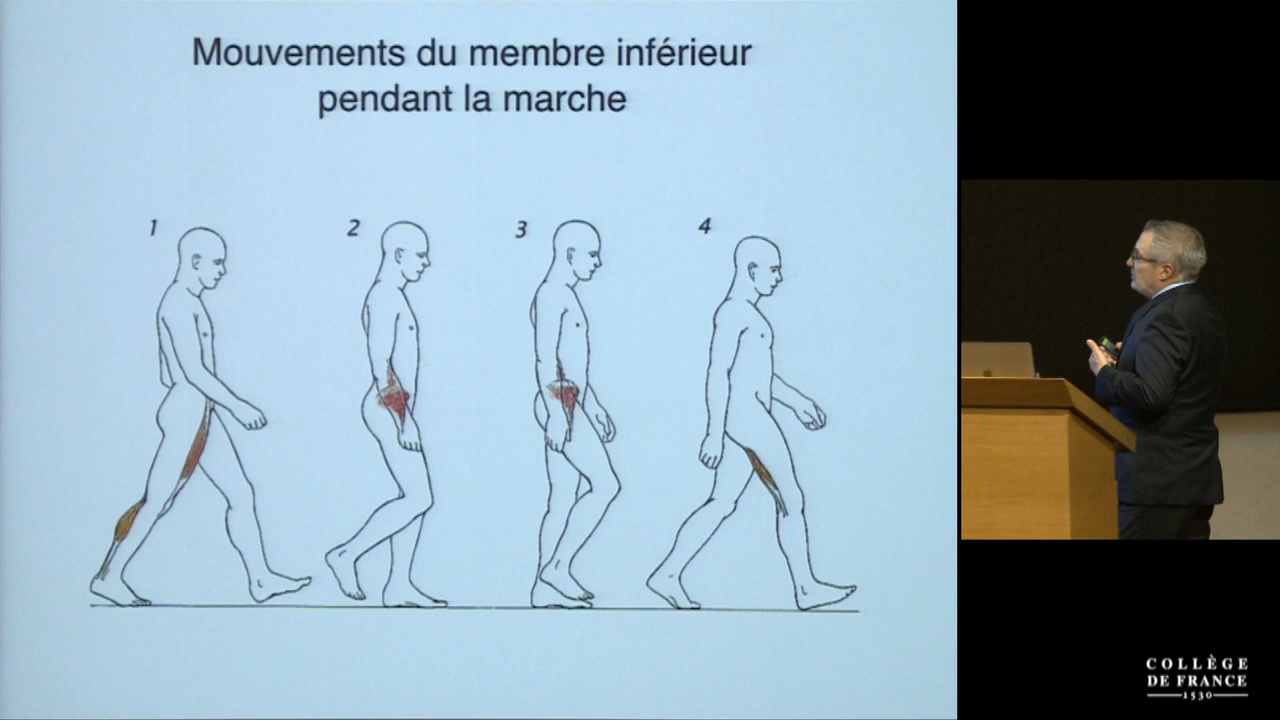 Mouvements du membre inférieur
pendant la marche
1 2 3 4
COLLÈGE
DE FRANCE
1530